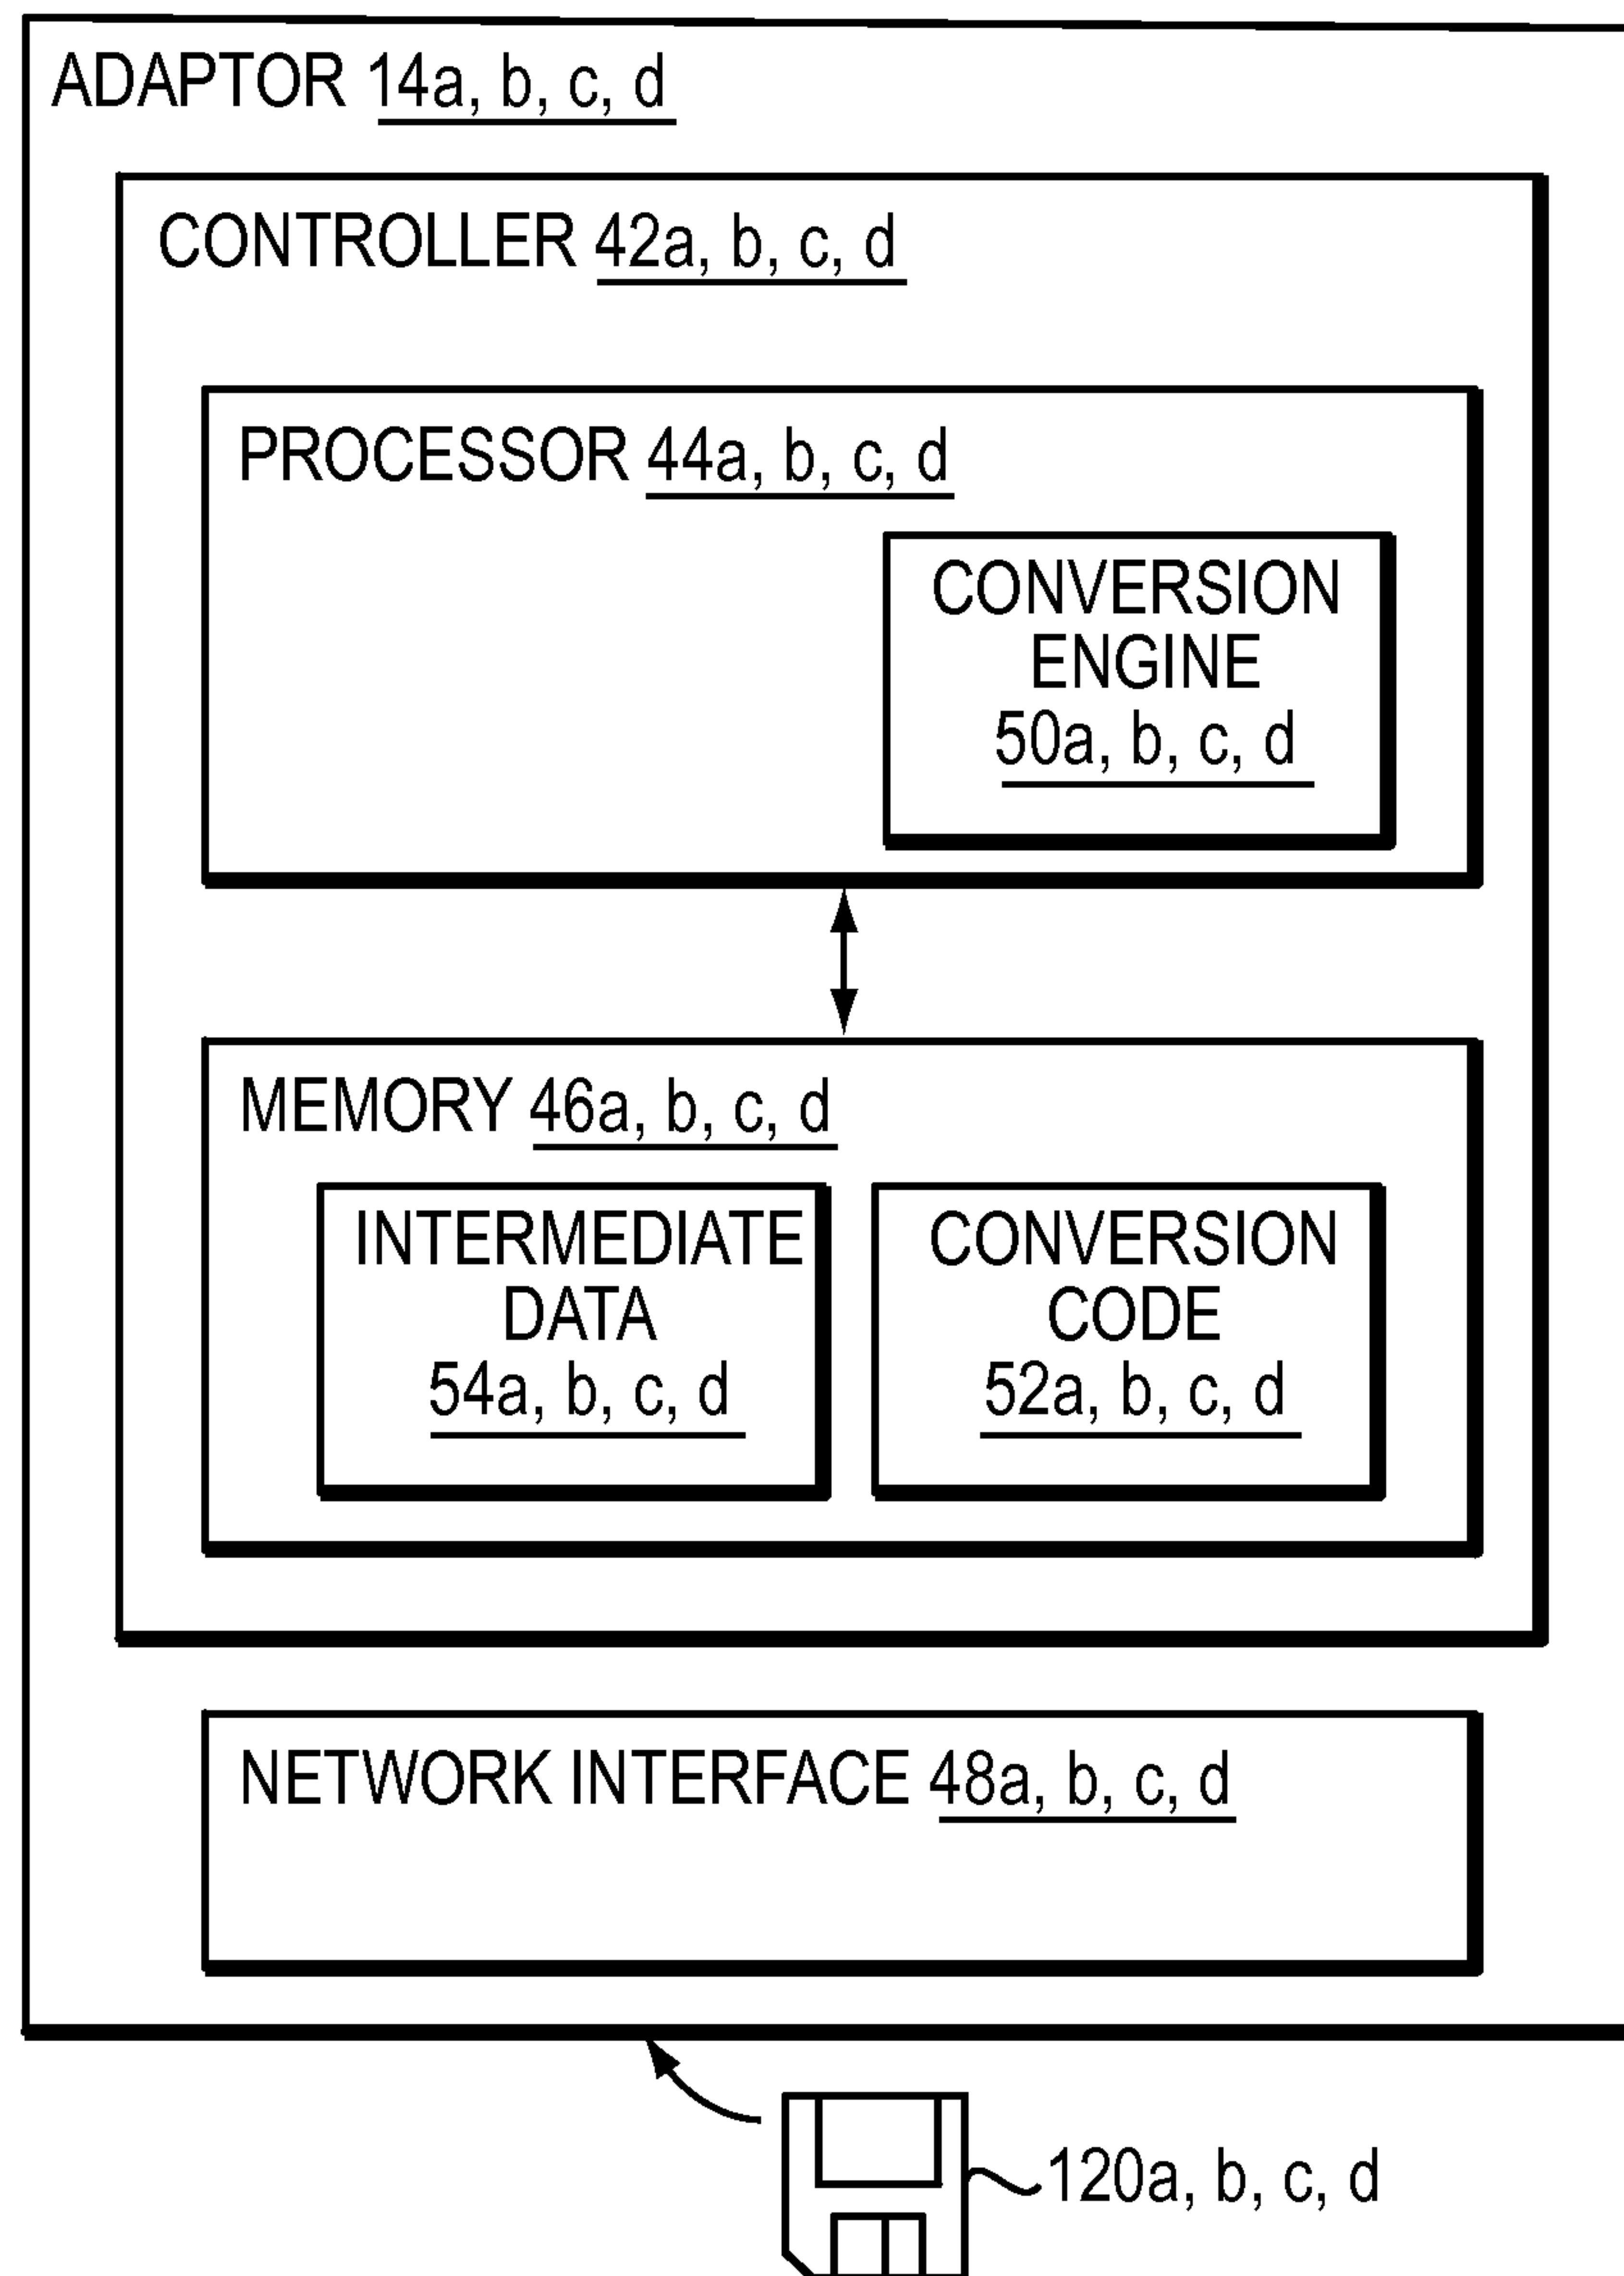 ADAPTOR 14a, b, c, d
CONTROLLER 42a, b, c, d
PROCESSOR 44a, b, c, d
CONVERSION
ENGINE
50a, b, c, d
MEMORY 46a, b, c, d
INTERMEDIATE
DATA
54a, b, c, d
CONVERSION
CODE
52a, b, c, d
NETWORK INTERFACE 48a, b, c, d
120a, b, c, d